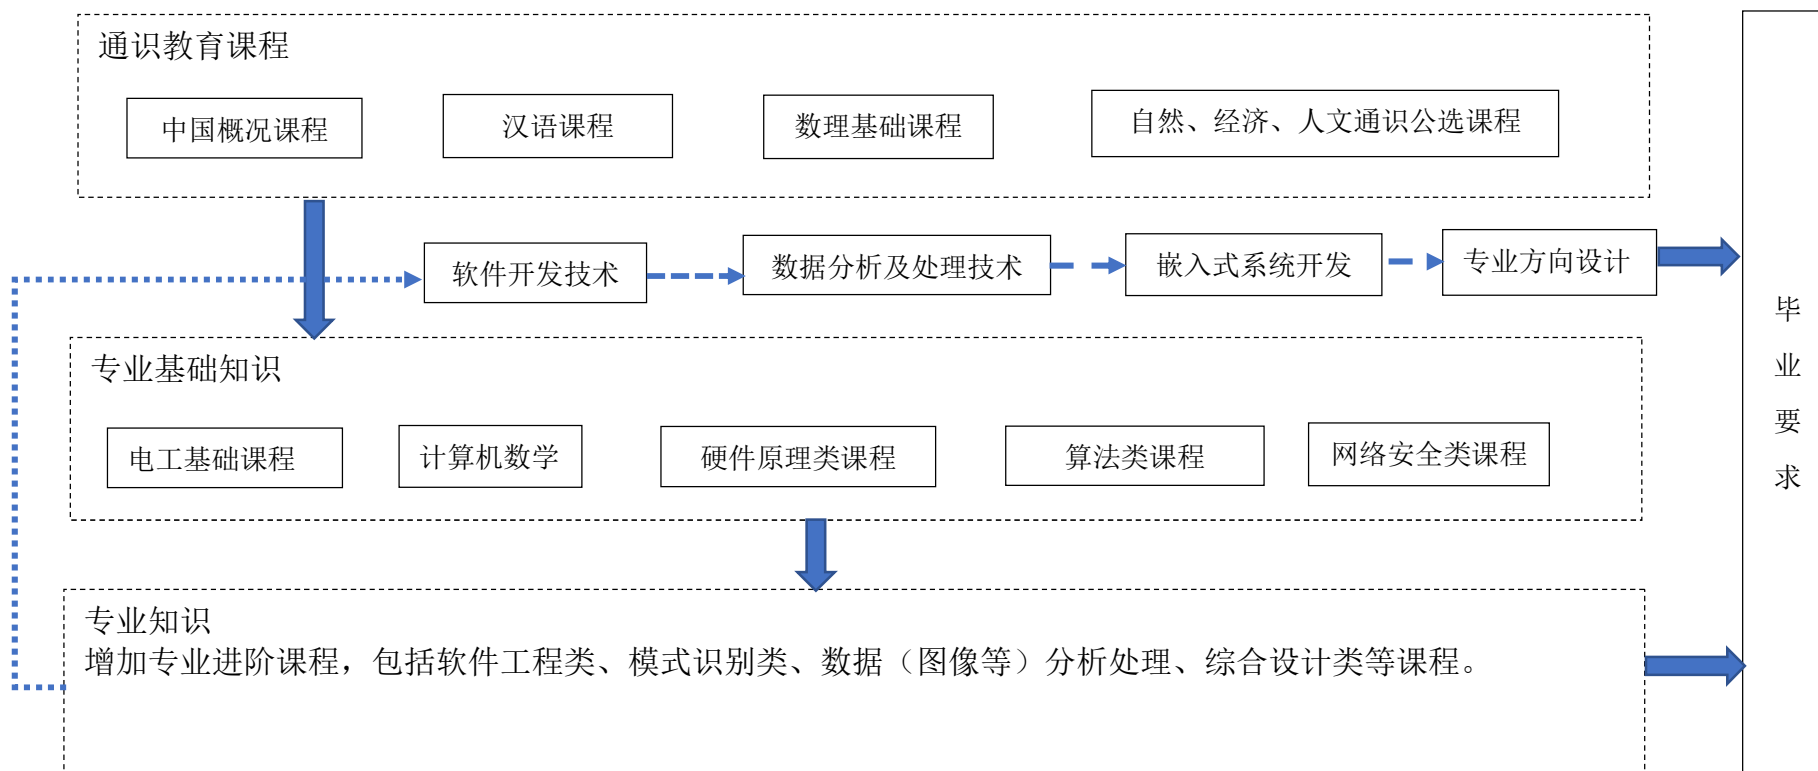 通识教育课程
中国概况课程
汉语课程
数理基础课程
自然、经济、人文通识公选课程
软件开发技术
数据分析及处理技术
嵌入式系统开发
专业方向设计
专业基础知识
电工基础课程
计算机数学
硬件原理类课程
算法类课程
网络安全类课程
专业知识
增加专业进阶课程，包括软件工程类、模式识别类、数据（图像等）分析处理、综合设计类等课程。
毕
业
要
求